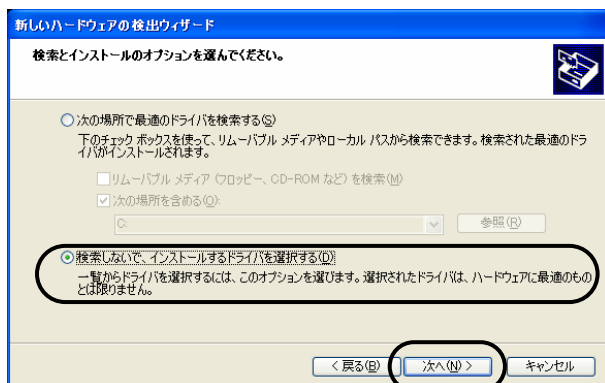 新しいハードウェアの検出ウィザード
検索とインストールのオプションを選んでください。
次の場所で最適のドライバを検索する(S)
下のチェック ボックスを使って、リムーバブル メディアやローカル パスから検索できます。検索された最適のドラ
イバがインストールされます。
リムーバブル メディア (フロッピー、CD-ROM など) を検索(M)
次の場所を含める(O):
C:
参照(R)
検索しないで、インストールするドライバを選択する(D)
一覧からドライバを選択するには、このオプションを選びます。選択されたドライバは、ハードウェアに最適のもの
とは限りません。
< 戻る(B)
次へ(N) >
キャンセル